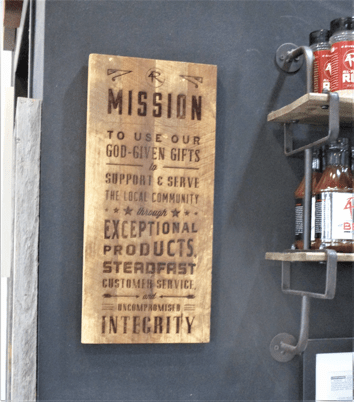 MISSION
TO USE OUR
GOD-GIVEN GIFTS
to
SUPPORT & SERVE
THE LOCAL COMMUNITY
through
EXCEPTIONAL
PRODUCTS,
STEADFAST
CUSTOMER SERVICE,
and
UNCOMPROMISED
INTEGRITY